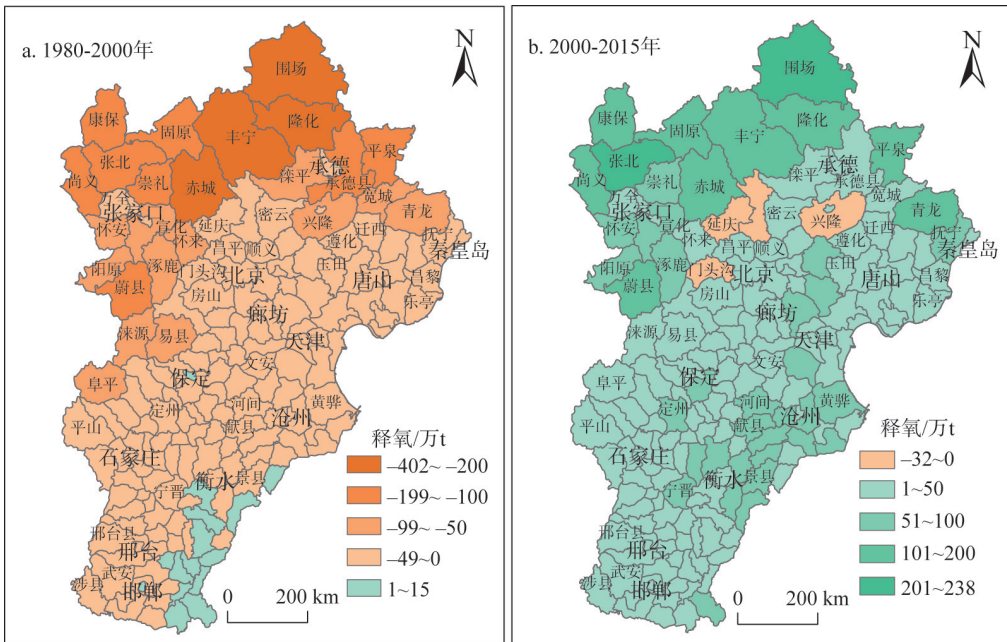 a. 1980-2000年
N
围场
康保
固原
丰宁
隆化
平泉
张北
尚义
崇礼
赤城
滦平
承德
承德县
宽城
万全
张家口
怀安
宣化
怀来
延庆
密云
兴隆
青龙
迁西
抚宁
秦皇岛
阳原
涿鹿
昌平
顺义
遵化
蔚县
门头沟
北京
玉田
唐山
昌黎
乐亭
房山
廊坊
涞源
易县
天津
文安
保定
阜平
定州
河间
黄骅
平山
献县
沧州
石家庄
宁晋
衡水
景县
邢台县
邢台
武安
涉县
邯郸
释氧/万t
–402~ –200
–199~ –100
–99~ –50
–49~0
1~15
0
200 km
b. 2000-2015年
N
围场
康保
固原
丰宁
隆化
平泉
张北
尚义
崇礼
赤城
滦平
承德
承德县
宽城
万全
张家口
怀安
宣化
怀来
延庆
密云
兴隆
青龙
迁西
抚宁
秦皇岛
阳原
涿鹿
昌平
顺义
遵化
蔚县
门头沟
北京
玉田
唐山
昌黎
乐亭
房山
廊坊
涞源
易县
天津
文安
保定
阜平
定州
河间
黄骅
平山
献县
沧州
石家庄
宁晋
衡水
景县
邢台县
邢台
武安
涉县
邯郸
释氧/万t
–32~0
1~50
51~100
101~200
201~238
0
200 km